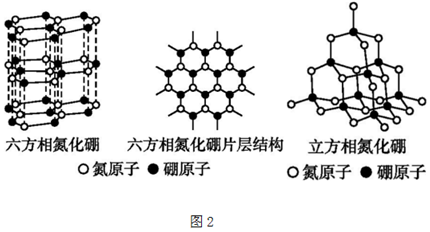 六方相氮化硼 六方相氮化硼片层结构 立方相氮化硼
○氮原子 ●硼原子 ○氮原子 ●硼原子
图2